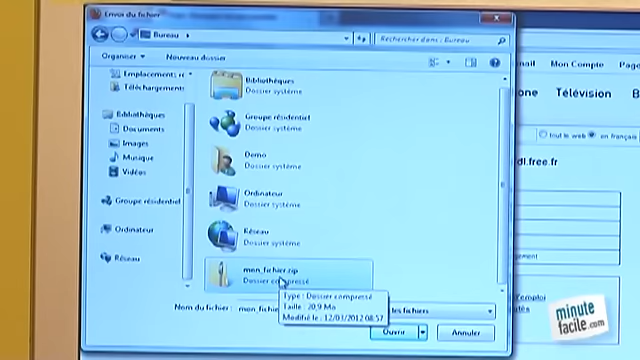 Envoi du fichier
Bureau
Rechercher dans : Bureau
Organiser
Nouveau dossier
Emplacements
Téléchargements
Bibliothèques
Documents
Images
Musique
Vidéos
Groupe résidentiel
Ordinateur
Réseau
Bibliothèques
Dossier système
Groupe résidentiel
Dossier système
Demo
Dossier système
Ordinateur
Dossier système
Réseau
Dossier système
mon_fichier.zip
Dossier compressé
Type : Dossier compressé
Taille : 20,9 Mo
Modifié le : 12/03/2012 08:57
Nom du fichier :
les fichiers
Ouvrir
Annuler
Mon Compte
Télévision
tout le web
en français
dl.free.fr
minute
facile.com